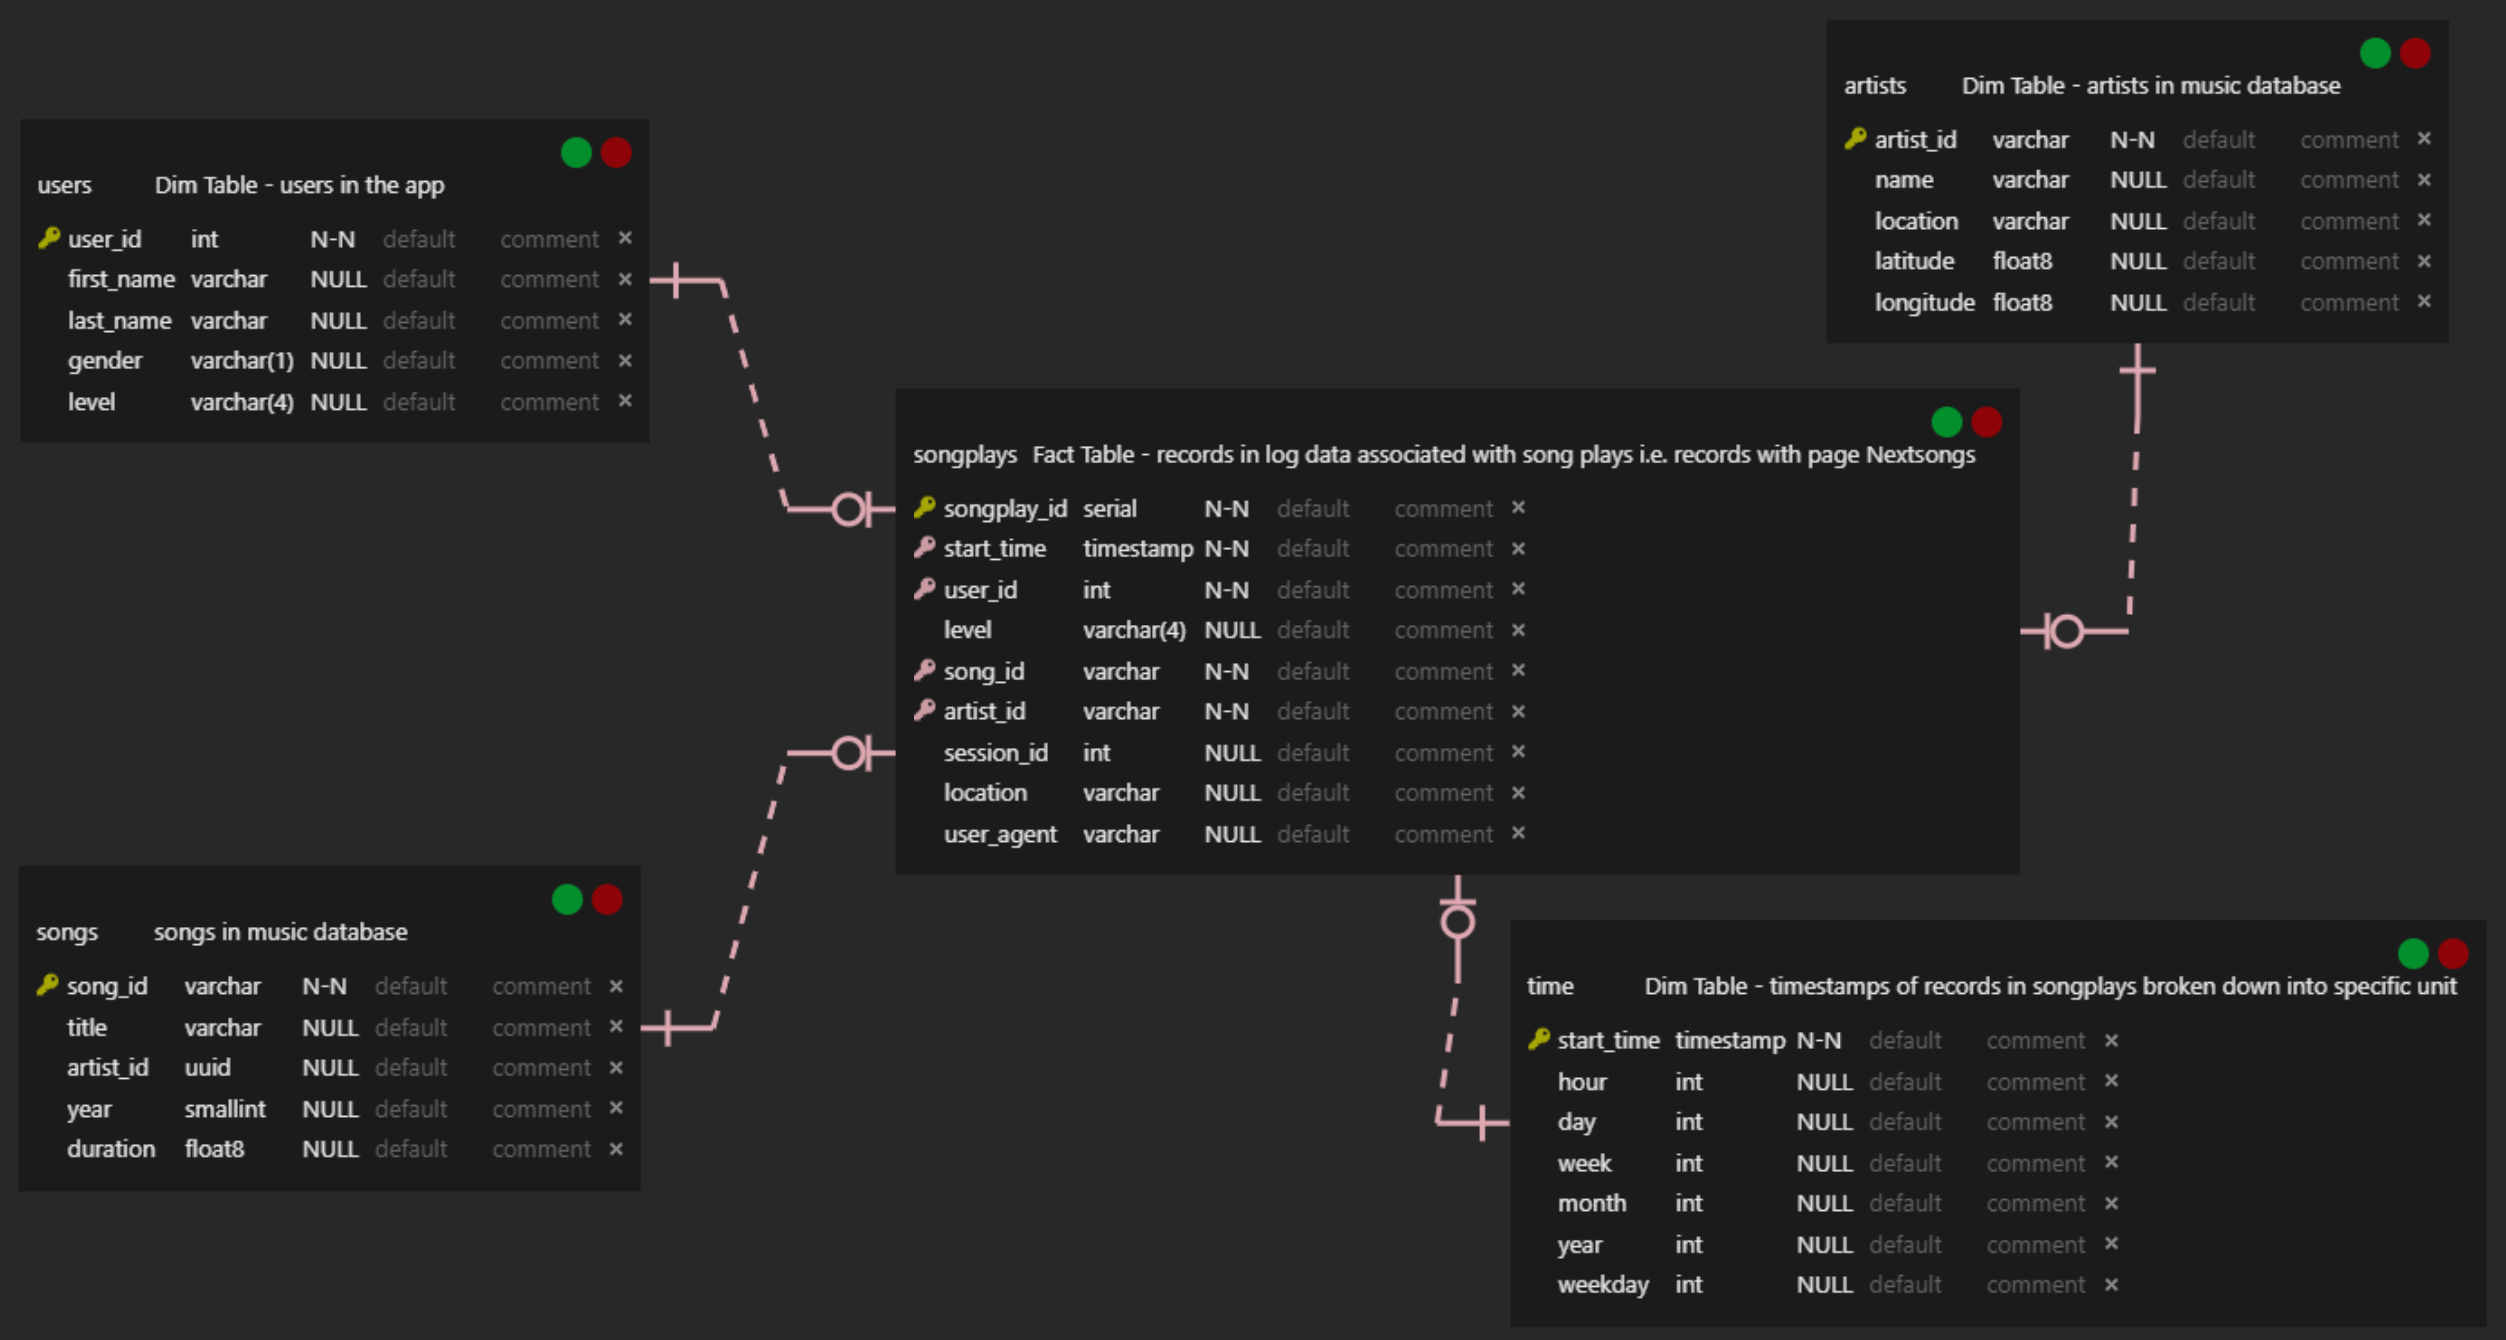 artists Dim Table - artists in music database
artist_id varchar N-N default comment ×
name varchar NULL default comment ×
location varchar NULL default comment ×
latitude float8 NULL default comment ×
longitude float8 NULL default comment ×
users Dim Table - users in the app
user_id int N-N default comment ×
first_name varchar NULL default comment ×
last_name varchar NULL default comment ×
gender varchar(1) NULL default comment ×
level varchar(4) NULL default comment ×
songplays Fact Table - records in log data associated with song plays i.e. records with page Nextsongs
songplay_id serial N-N default comment ×
start_time timestamp N-N default comment ×
user_id int N-N default comment ×
level varchar(4) NULL default comment ×
song_id varchar N-N default comment ×
artist_id varchar N-N default comment ×
session_id int NULL default comment ×
location varchar NULL default comment ×
user_agent varchar NULL default comment ×
songs songs in music database
song_id varchar N-N default comment ×
title varchar NULL default comment ×
artist_id uuid NULL default comment ×
year smallint NULL default comment ×
duration float8 NULL default comment ×
time Dim Table - timestamps of records in songplays broken down into specific unit
start_time timestamp N-N default comment ×
hour int NULL default comment ×
day int NULL default comment ×
week int NULL default comment ×
month int NULL default comment ×
year int NULL default comment ×
weekday int NULL default comment ×